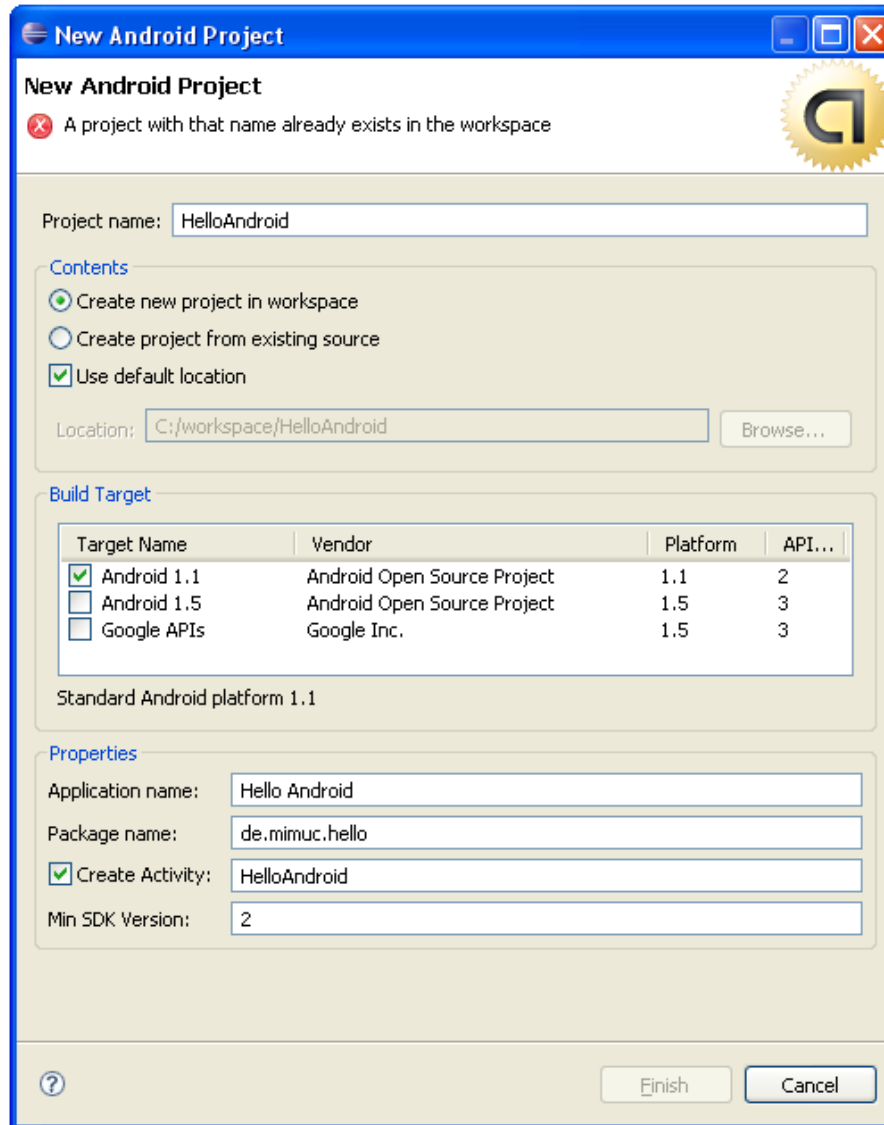 New Android Project
New Android Project
A project with that name already exists in the workspace
Project name: HelloAndroid
Contents
Create new project in workspace
Create project from existing source
Use default location
Location: C:/workspace/HelloAndroid Browse...
Build Target
Target Name Vendor Platform API...
Android 1.1 Android Open Source Project 1.1 2
Android 1.5 Android Open Source Project 1.5 3
Google APIs Google Inc. 1.5 3
Standard Android platform 1.1
Properties
Application name: Hello Android
Package name: de.mimuc.hello
Create Activity: HelloAndroid
Min SDK Version: 2
? Finish Cancel